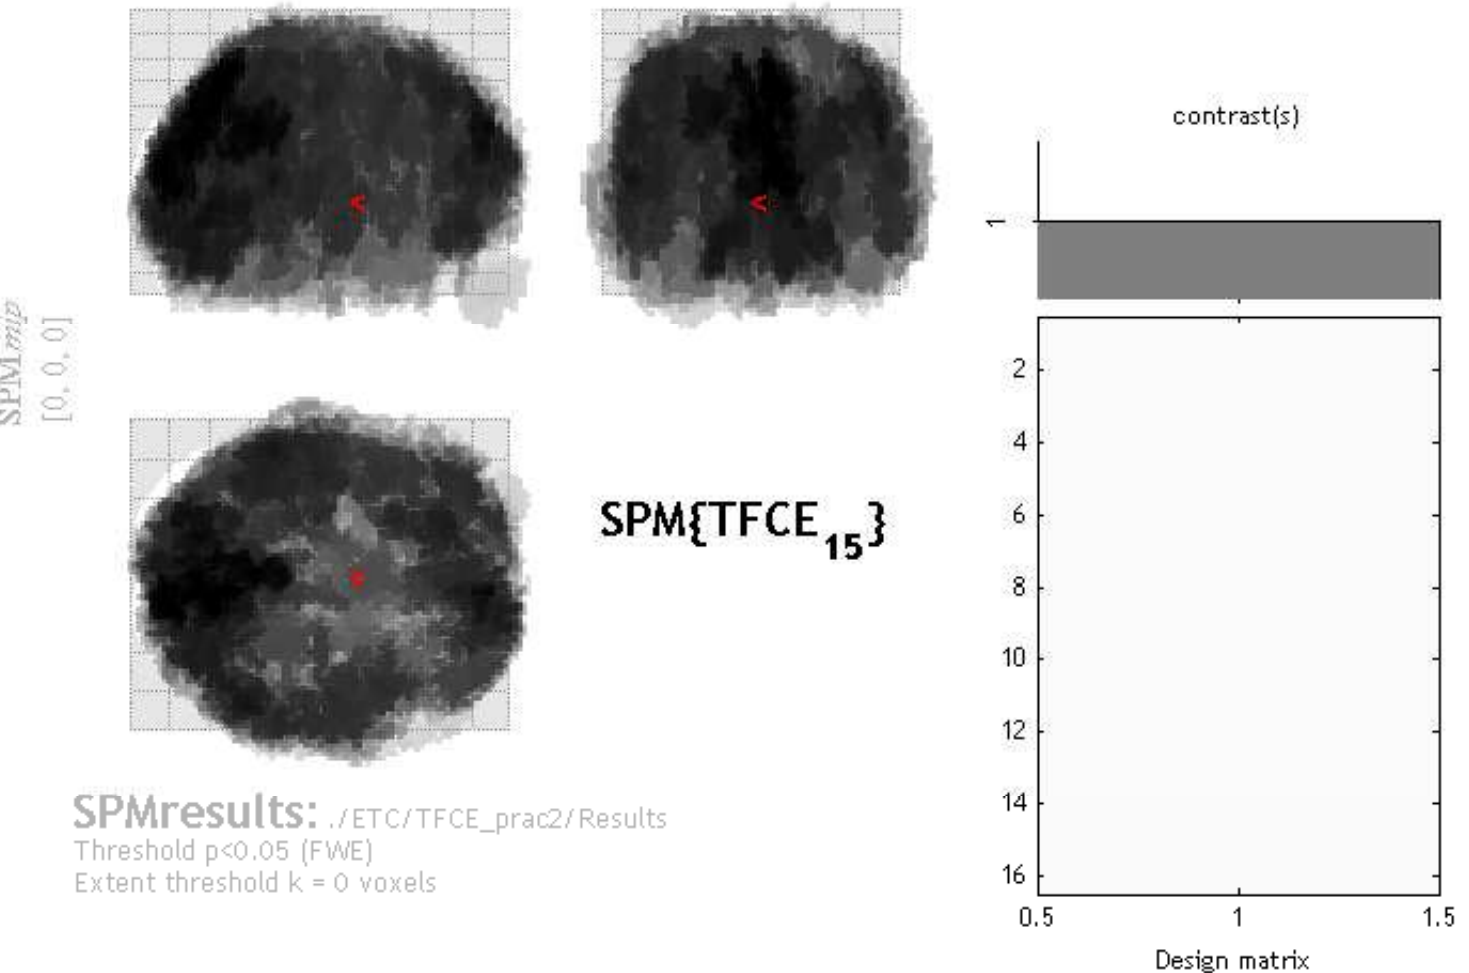 contrast(s)
1
SPMmip
[0, 0, 0]
<
<
<
SPM{TFCE15}
2
4
6
8
10
12
14
16
0.5
1
1.5
Design matrix
SPMresults: ./ETC/TFCE_prac2/Results
Threshold p<0.05 (FWE)
Extent threshold k = 0 voxels